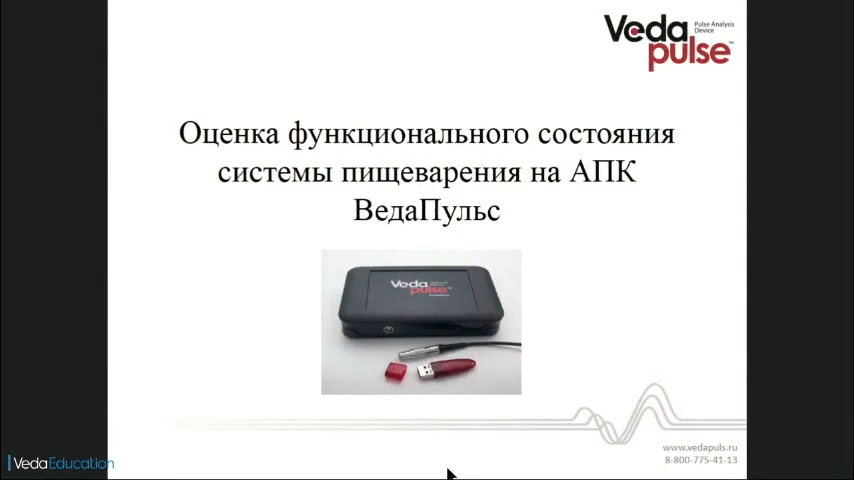 Veda
Pulse Analysis
Device
pulse™
Оценка функционального состояния
системы пищеварения на АПК
ВедаПульс
Veda
pulse
www.vedapuls.ru
8-800-775-41-13
VedaEducation